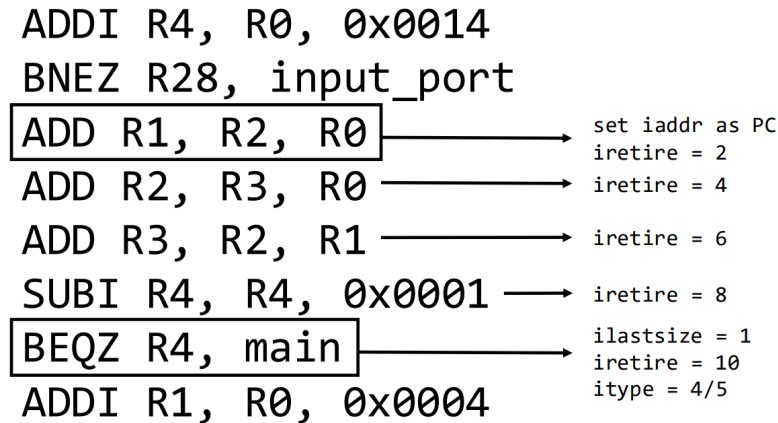 ADDI R4, R0, 0x0014
BNEZ R28, input_port
ADD R1, R2, R0
set iaddr as PC
iretire = 2
ADD R2, R3, R0
iretire = 4
ADD R3, R2, R1
iretire = 6
SUBI R4, R4, 0x0001
iretire = 8
BEQZ R4, main
ilastsize = 1
iretire = 10
itype = 4/5
ADDI R1, R0, 0x0004